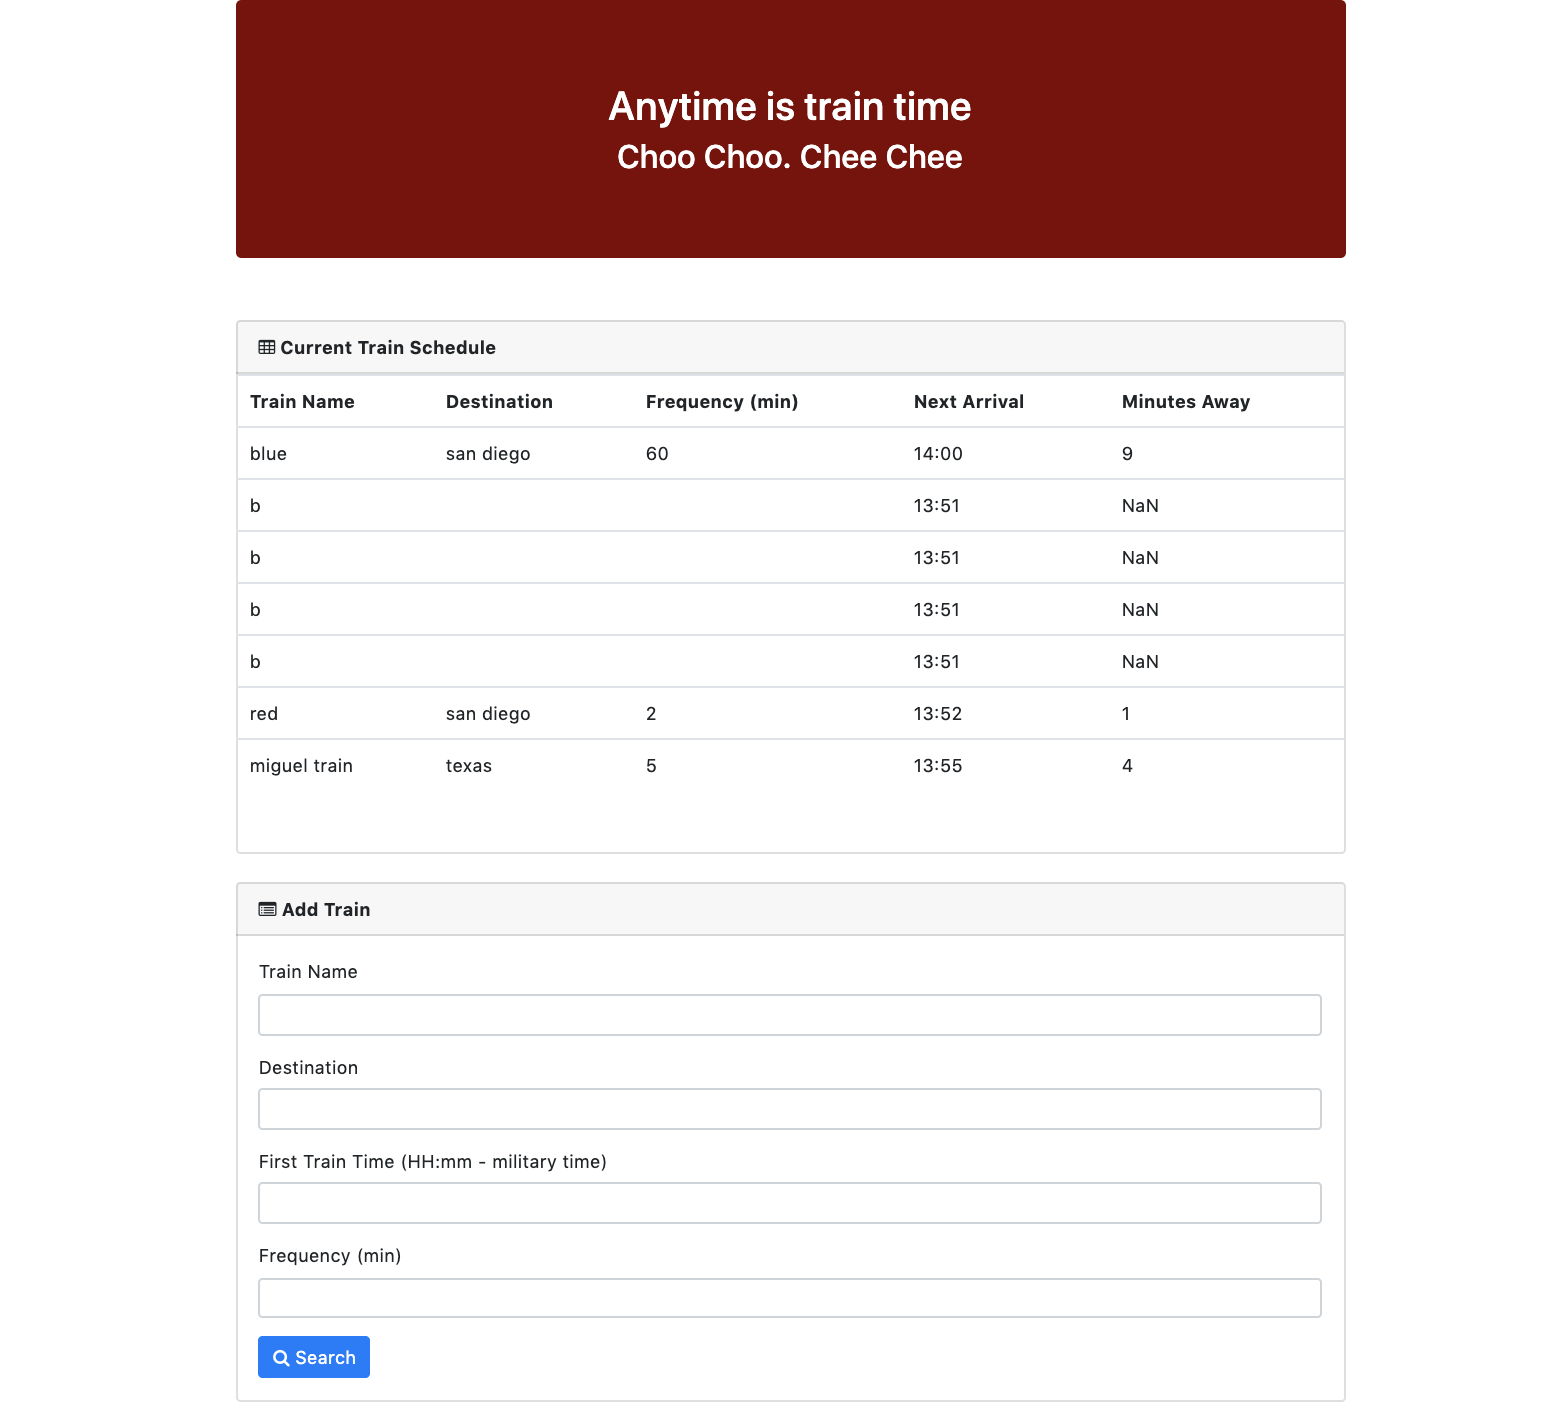 Anytime is train time
Choo Choo. Chee Chee
Current Train Schedule
Train Name Destination Frequency (min) Next Arrival Minutes Away
blue san diego 60 14:00 9
b 13:51 NaN
b 13:51 NaN
b 13:51 NaN
b 13:51 NaN
red san diego 2 13:52 1
miguel train texas 5 13:55 4
Add Train
Train Name
Destination
First Train Time (HH:mm - military time)
Frequency (min)
Search